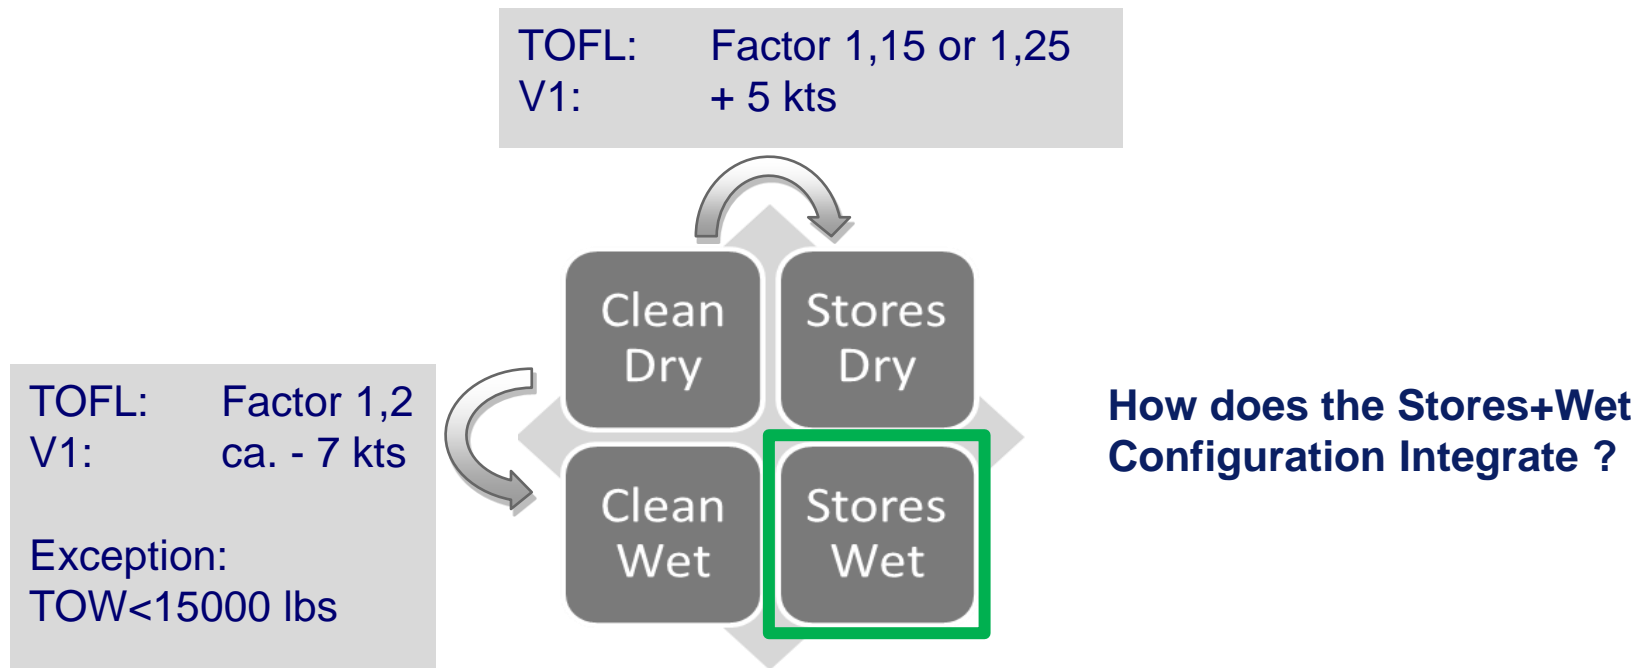 TOFL: Factor 1,15 or 1,25
V1: + 5 kts
Clean
Dry
Stores
Dry
TOFL: Factor 1,2
V1: ca. - 7 kts
Exception:
TOW<15000 lbs
Clean
Wet
Stores
Wet
How does the Stores+Wet
Configuration Integrate ?